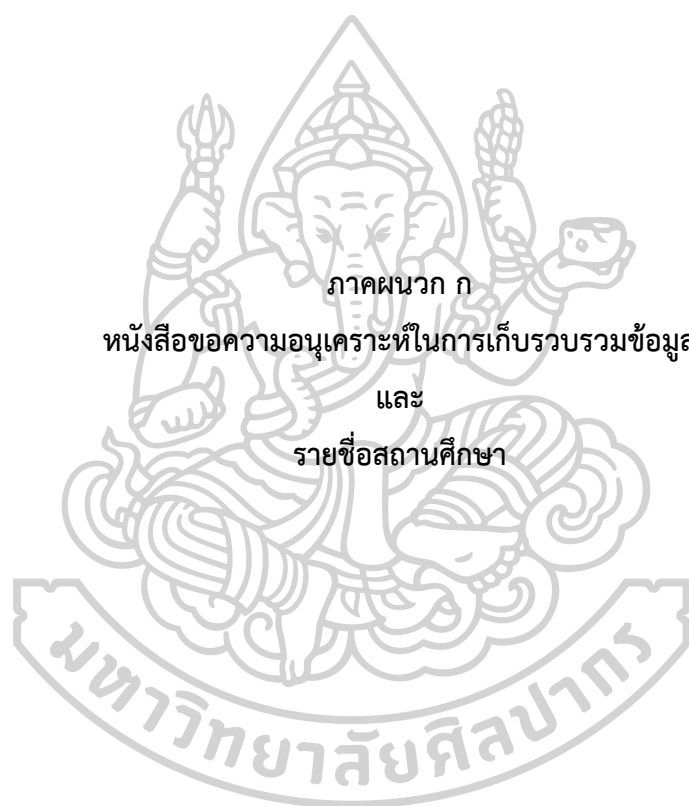 ภาคผนวก ก
หนังสือขอความอนุเคราะห์ในการเก็บรวบรวมข้อมูล
และ
รายชื่อสถานศึกษา
มหาวิทยาลัยศิลปากร